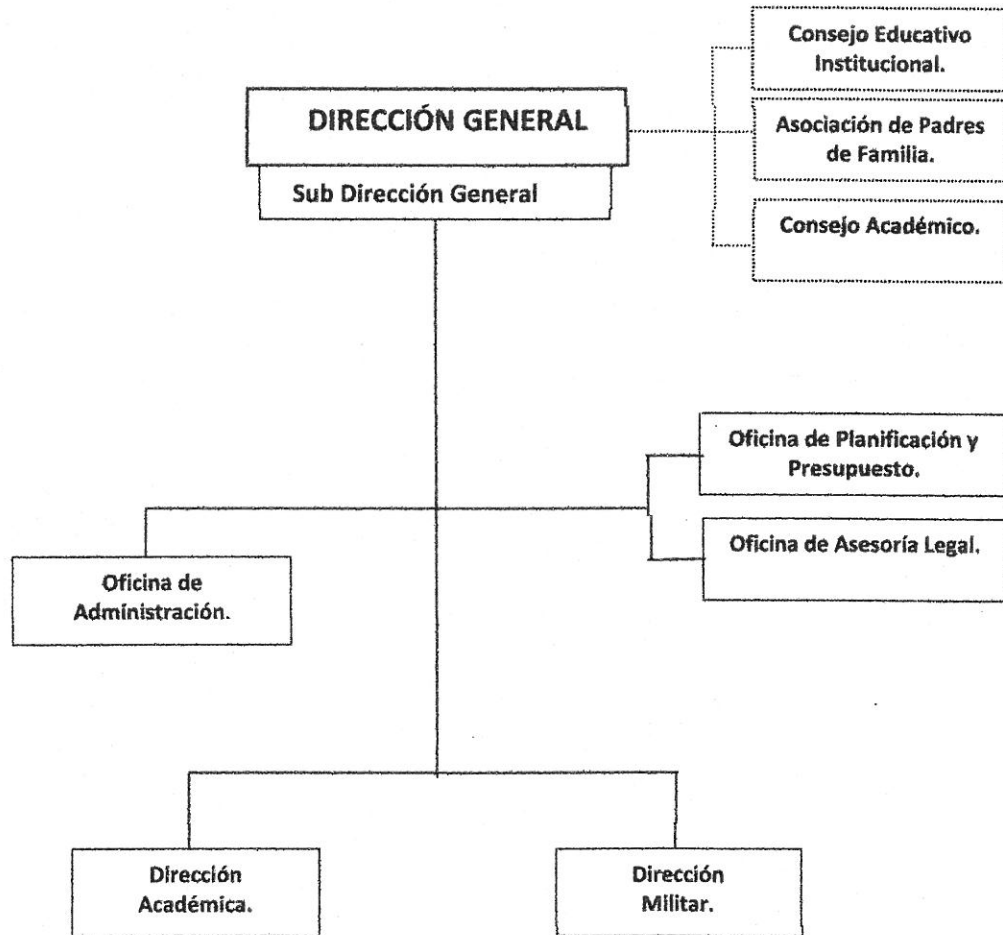 Consejo Educativo
Institucional.
DIRECCIÓN GENERAL
Asociación de Padres
de Familia.
Sub Dirección General
Consejo Académico.
Oficina de Planificación y
Presupuesto.
Oficina de Asesoría Legal.
Oficina de
Administración.
Dirección
Académica.
Dirección
Militar.